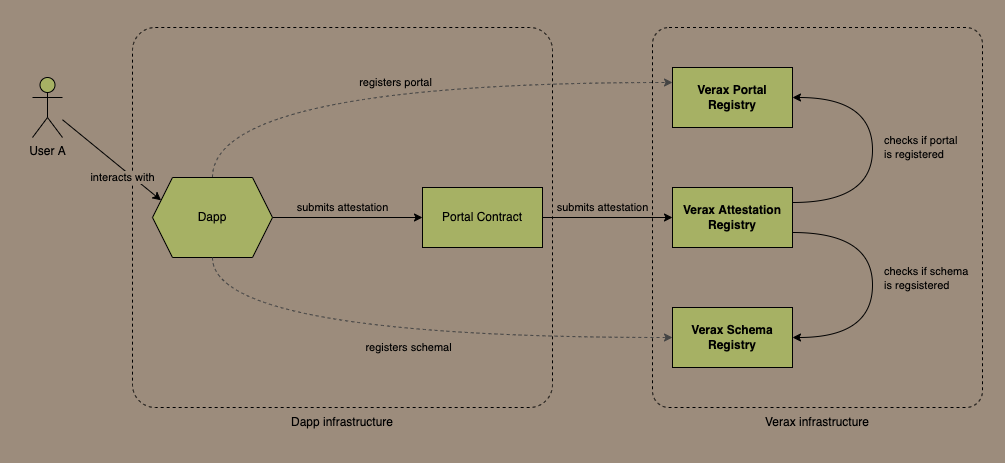 registers portal
Verax Portal
Registry
User A
checks if portal
is registered
interacts with
Dapp
submits attestation
Portal Contract
submits attestation
Verax Attestation
Registry
checks if schema
is regsistered
Verax Schema
Registry
registers schemal
Dapp infrastructure
Verax infrastructure